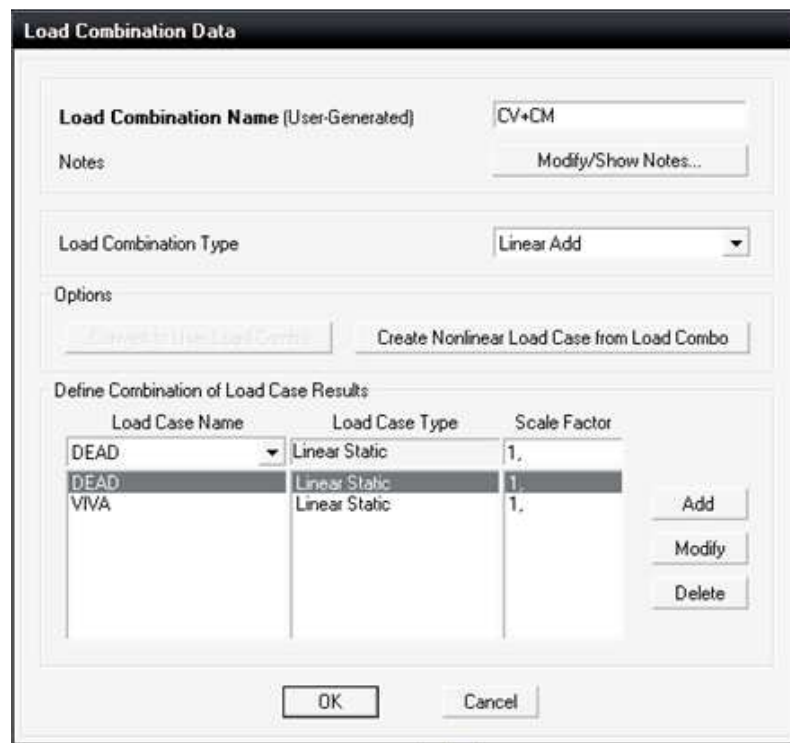 Load Combination Data
Load Combination Name (User-Generated) CV+CM
Notes Modify/Show Notes...
Load Combination Type Linear Add
Options
Create Nonlinear Load Case from Load Combo
Define Combination of Load Case Results
Load Case Name Load Case Type Scale Factor
DEAD Linear Static 1,
DEAD Linear Static 1,
VIVA Linear Static 1,
Add
Modify
Delete
OK Cancel